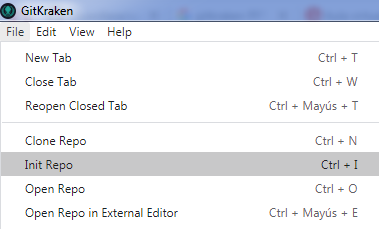 GitKraken
File Edit View Help
New Tab Ctrl + T
Close Tab Ctrl + W
Reopen Closed Tab Ctrl + Mayús + T
Clone Repo Ctrl + N
Init Repo Ctrl + I
Open Repo Ctrl + O
Open Repo in External Editor Ctrl + Mayús + E